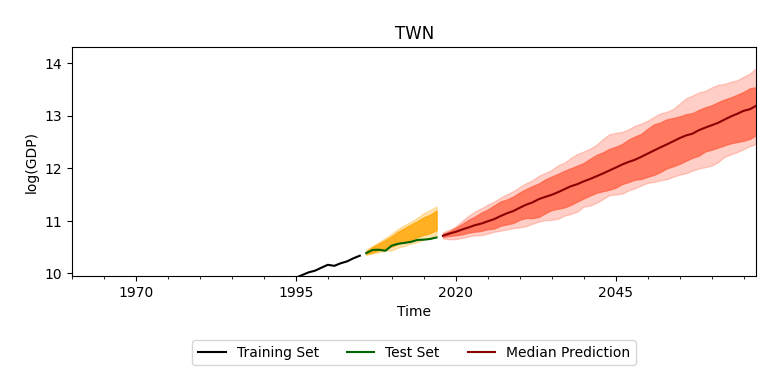 TWN
14
13
12
11
10
log(GDP)
1970 1995 2020 2045
Time
Training Set Test Set Median Prediction